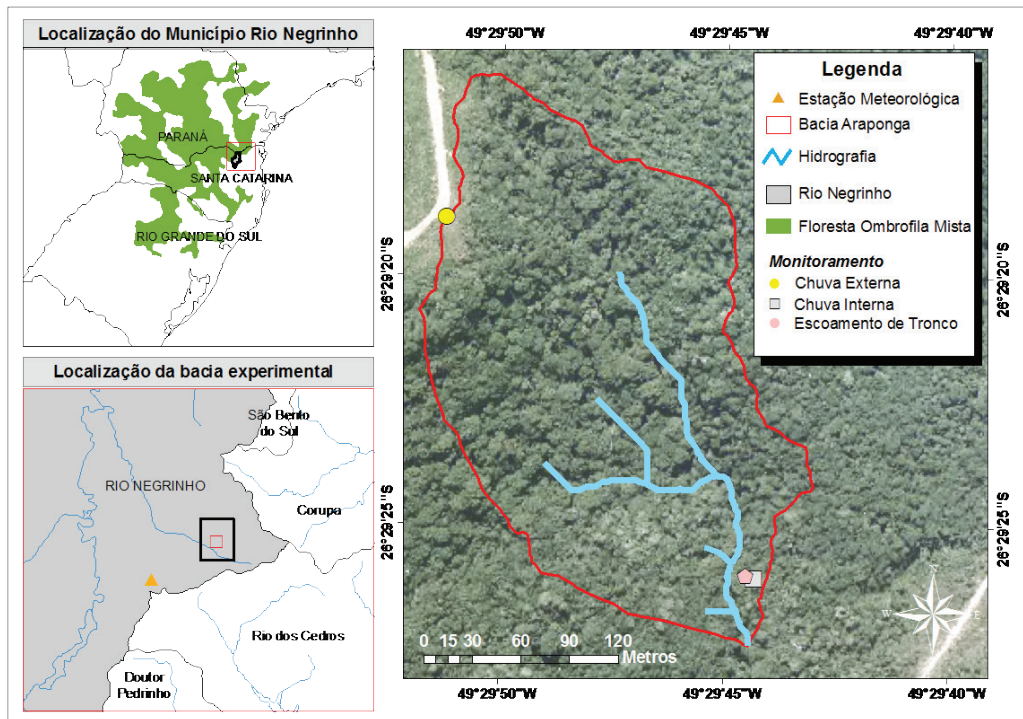 Localização do Município Rio Negrinho
PARANÁ
SANTA CATARINA
RIO GRANDE DO SUL
Localização da bacia experimental
São Bento
do Sul
RIO NEGRINHO
Corupa
Rio dos Cedros
Doutor
Pedrinho
49°29'50"W 49°29'45"W 49°29'40"W
26°29'20"S 26°29'20"S
26°29'25"S 26°29'25"S
Legenda
Estação Meteorológica
Bacia Araponga
Hidrografia
Rio Negrinho
Floresta Ombrofila Mista
Monitoramento
Chuva Externa
Chuva Interna
Escoamento de Tronco
N
W E
S
0 15 30 60 90 120
Metros
49°29'50"W 49°29'45"W 49°29'40"W